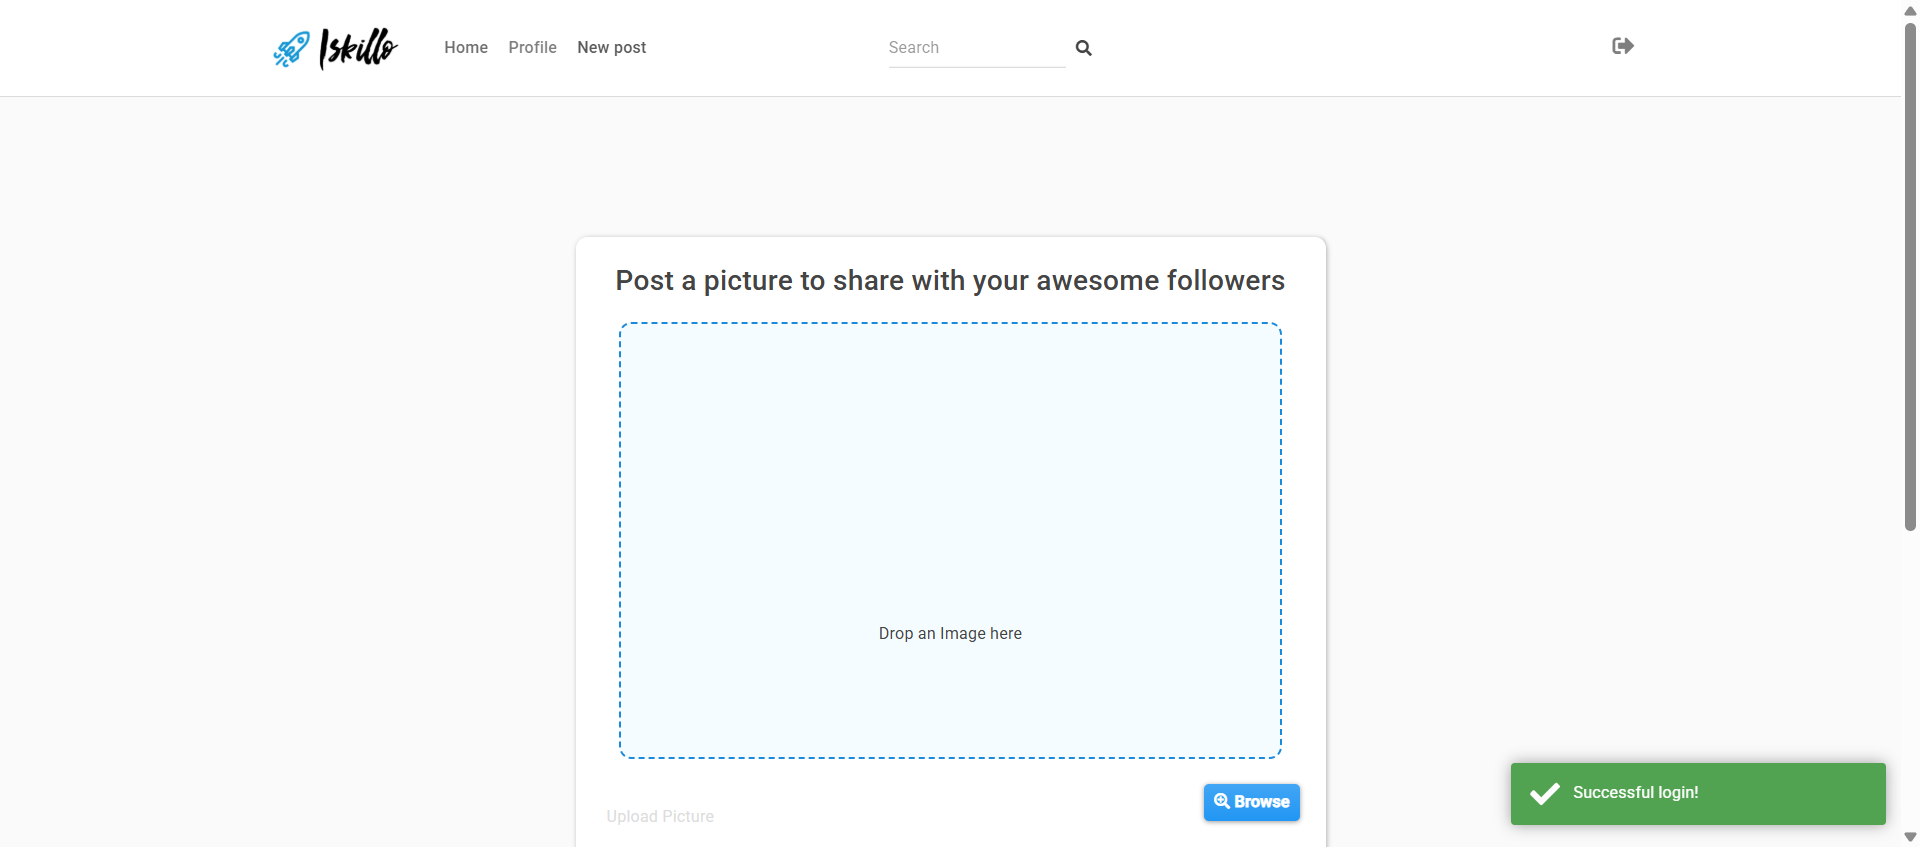 Iskillo
Home Profile New post
Search
Post a picture to share with your awesome followers
Drop an Image here
Upload Picture
Browse
Successful login!